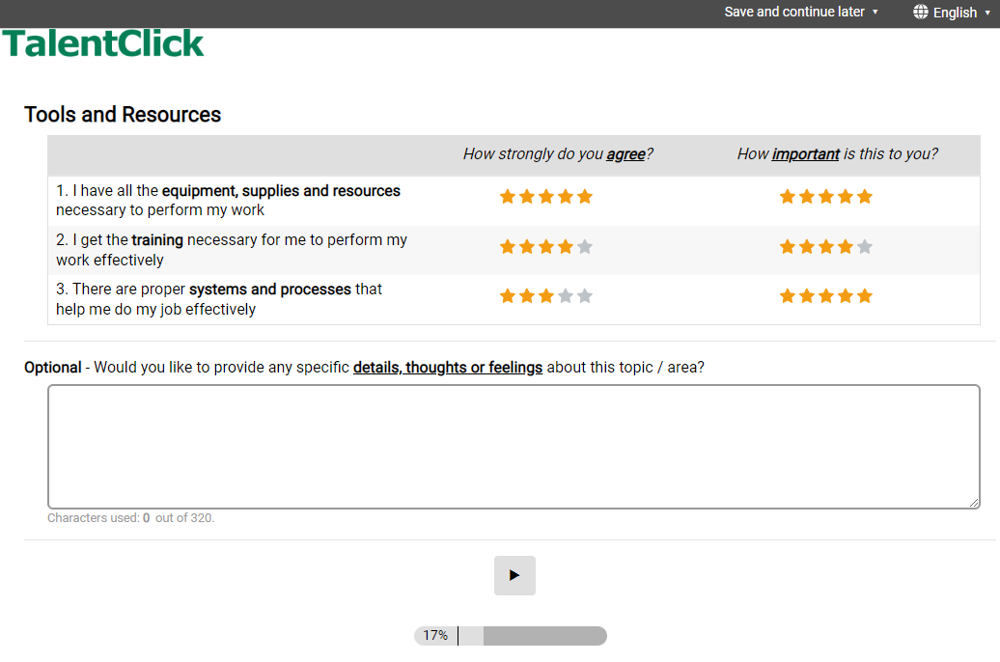 Save and continue later
English
TalentClick
Tools and Resources
How strongly do you agree?
How important is this to you?
1. I have all the equipment, supplies and resources
necessary to perform my work
2. I get the training necessary for me to perform my
work effectively
3. There are proper systems and processes that
help me do my job effectively
Optional - Would you like to provide any specific details, thoughts or feelings about this topic / area?
Characters used: 0 out of 320.
17%